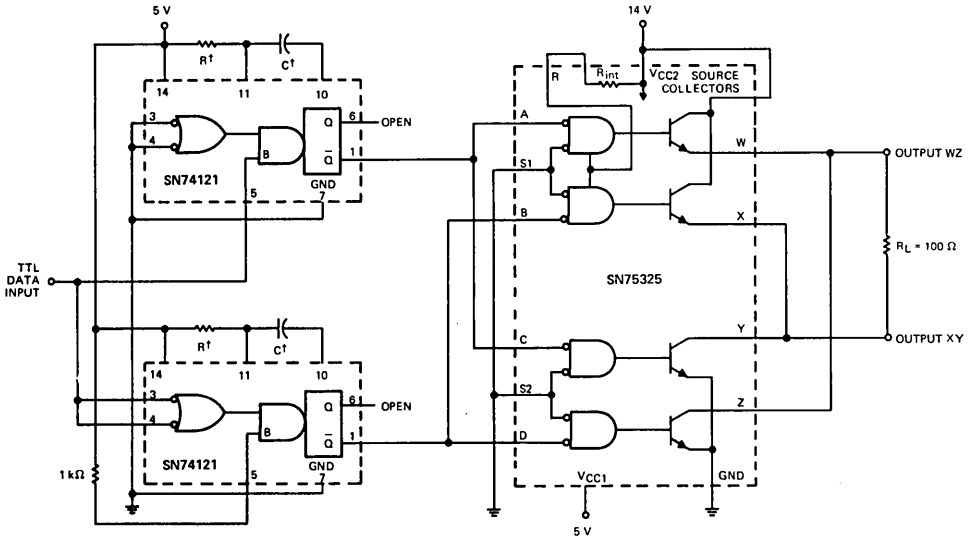 5 V
14 V
R†
C†
14
11
10
R
Rint
VCC2 SOURCE
COLLECTORS
3
4
Q
6
OPEN
A
B
Q̄
1
W
OUTPUT WZ
SN74121
GND
7
S1
5
B
X
RL = 100 Ω
TTL
DATA
INPUT
SN75325
R†
C†
14
11
10
C
Y
OUTPUT XY
3
4
Q
6
OPEN
S2
B
Q̄
1
D
Z
SN74121
GND
7
1 kΩ
5
VCC1
GND
5 V